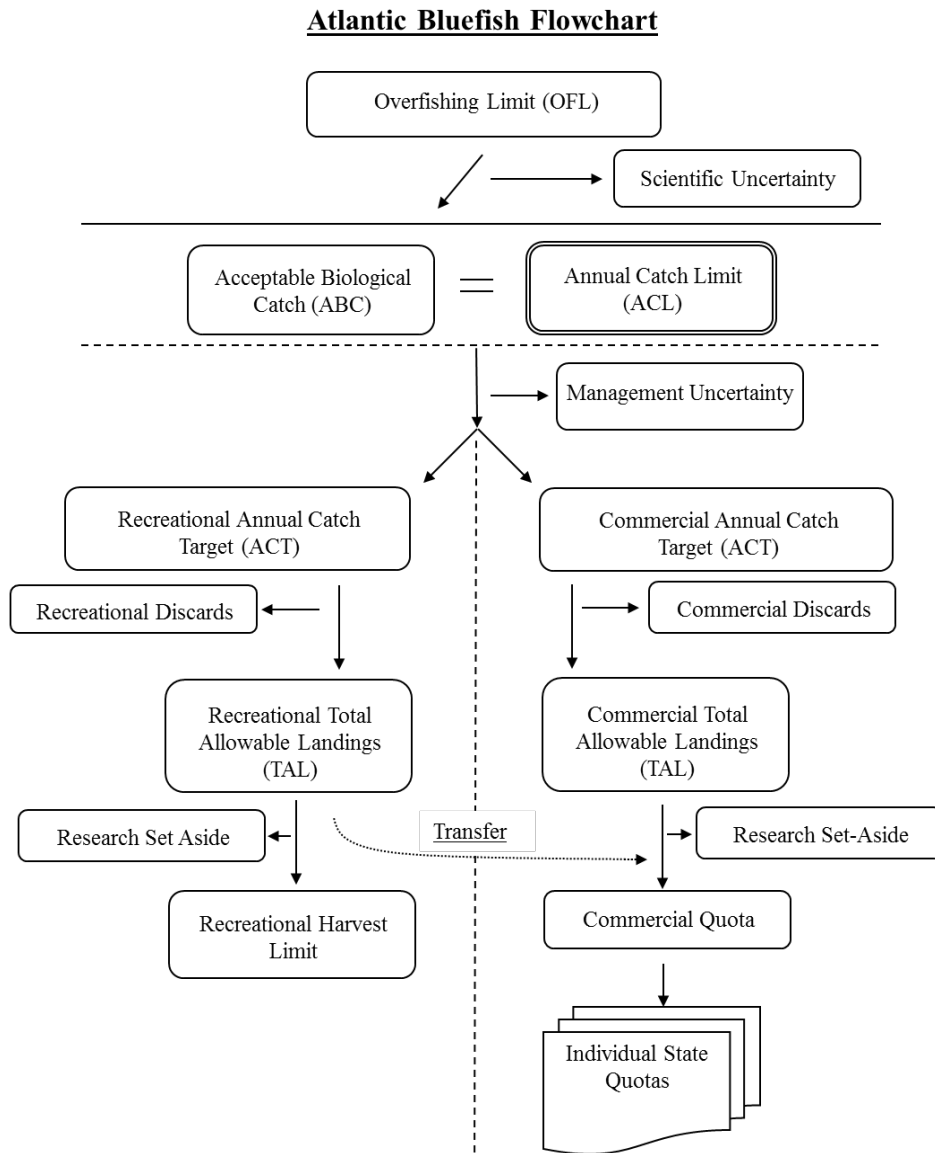 Atlantic Bluefish Flowchart
Overfishing Limit (OFL)
Scientific Uncertainty
Acceptable Biological
Catch (ABC)
Annual Catch Limit
(ACL)
Management Uncertainty
Recreational Annual Catch
Target (ACT)
Commercial Annual Catch
Target (ACT)
Recreational Discards
Commercial Discards
Recreational Total
Allowable Landings
(TAL)
Commercial Total
Allowable Landings
(TAL)
Research Set Aside
Transfer
Research Set-Aside
Recreational Harvest
Limit
Commercial Quota
Individual State
Quotas